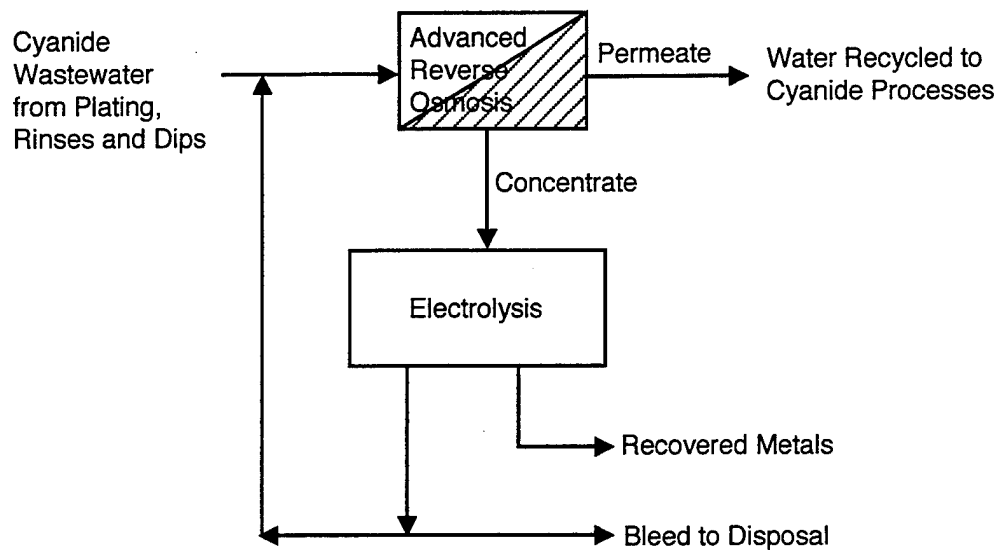 Cyanide
Wastewater
from Plating,
Rinses and Dips
Advanced
Reverse
Osmosis
Permeate
Water Recycled to
Cyanide Processes
Concentrate
Electrolysis
Recovered Metals
Bleed to Disposal